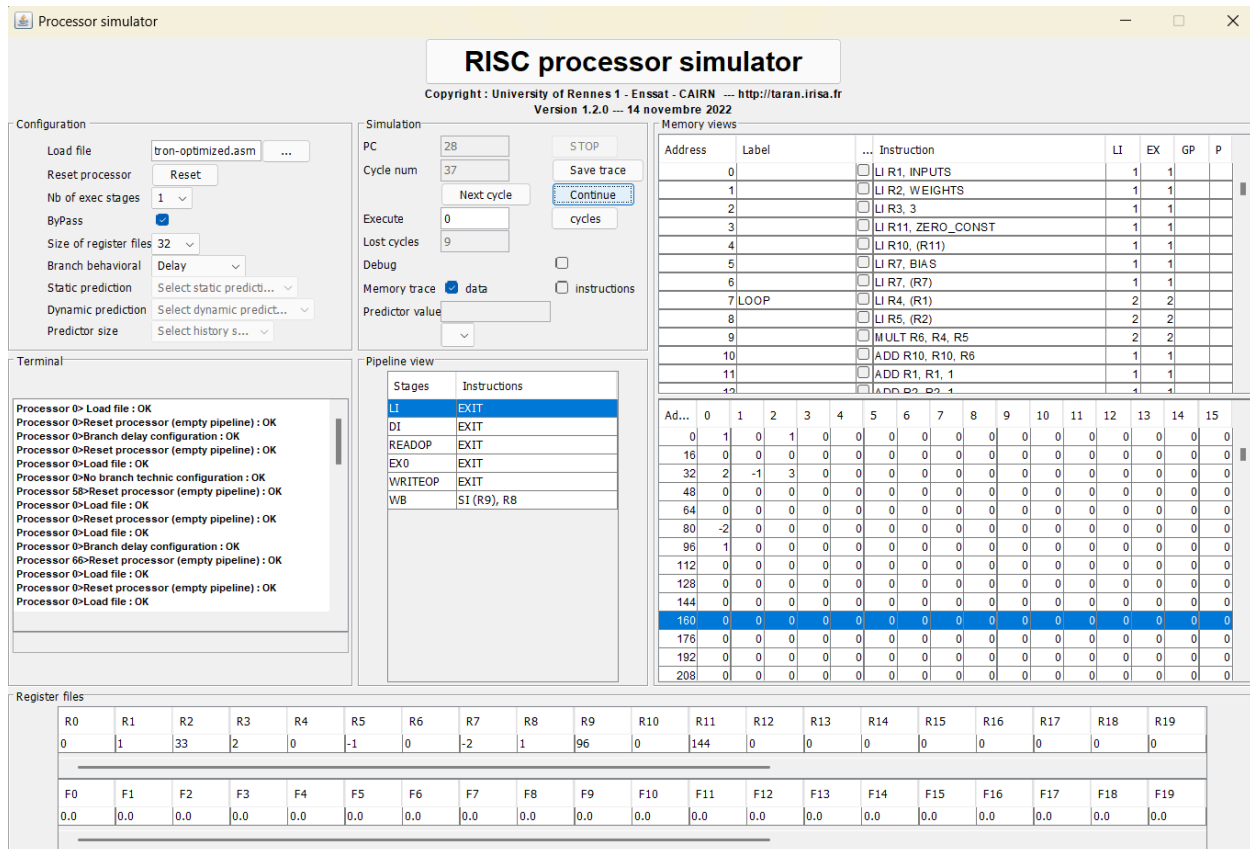 Processor simulator
RISC processor simulator
Copyright : University of Rennes 1 - Enssat - CAIRN --- http://taran.irisa.fr
Version 1.2.0 --- 14 novembre 2022
Configuration
Load file tron-optimized.asm ...
Reset processor Reset
Nb of exec stages 1
ByPass
Size of register files 32
Branch behavioral Delay
Static prediction Select static predicti...
Dynamic prediction Select dynamic predict...
Predictor size Select history s...
Simulation
PC 28 STOP
Cycle num 37 Save trace
Next cycle Continue
Execute 0 cycles
Lost cycles 9
Debug
Memory trace data instructions
Predictor value
Memory views
Address Label ... Instruction LI EX GP P
0 LI R1, INPUTS 1 1
1 LI R2, WEIGHTS 1 1
2 LI R3, 3 1 1
3 LI R11, ZERO_CONST 1 1
4 LI R10, (R11) 1 1
5 LI R7, BIAS 1 1
6 LI R7, (R7) 1 1
7 LOOP LI R4, (R1) 2 2
8 LI R5, (R2) 2 2
9 MULT R6, R4, R5 2 2
10 ADD R10, R10, R6 1 1
11 ADD R1, R1, 1 1 1
12 ADD R2, R2, 1 1 1
Terminal
Processor 0> Load file : OK
Processor 0>Reset processor (empty pipeline) : OK
Processor 0>Branch delay configuration : OK
Processor 0>Reset processor (empty pipeline) : OK
Processor 0>Load file : OK
Processor 0>No branch technic configuration : OK
Processor 58>Reset processor (empty pipeline) : OK
Processor 0>Load file : OK
Processor 0>Reset processor (empty pipeline) : OK
Processor 0>Load file : OK
Processor 0>Branch delay configuration : OK
Processor 66>Reset processor (empty pipeline) : OK
Processor 0>Load file : OK
Processor 0>Reset processor (empty pipeline) : OK
Processor 0>Load file : OK
Pipeline view
Stages Instructions
LI EXIT
DI EXIT
READOP EXIT
EX0 EXIT
WRITEOP EXIT
WB SI (R9), R8
Ad... 0 1 2 3 4 5 6 7 8 9 10 11 12 13 14 15
0 1 0 1 0 0 0 0 0 0 0 0 0 0 0 0 0
16 0 0 0 0 0 0 0 0 0 0 0 0 0 0 0 0
32 2 -1 3 0 0 0 0 0 0 0 0 0 0 0 0 0
48 0 0 0 0 0 0 0 0 0 0 0 0 0 0 0 0
64 0 0 0 0 0 0 0 0 0 0 0 0 0 0 0 0
80 -2 0 0 0 0 0 0 0 0 0 0 0 0 0 0 0
96 1 0 0 0 0 0 0 0 0 0 0 0 0 0 0 0
112 0 0 0 0 0 0 0 0 0 0 0 0 0 0 0 0
128 0 0 0 0 0 0 0 0 0 0 0 0 0 0 0 0
144 0 0 0 0 0 0 0 0 0 0 0 0 0 0 0 0
160 0 0 0 0 0 0 0 0 0 0 0 0 0 0 0 0
176 0 0 0 0 0 0 0 0 0 0 0 0 0 0 0 0
192 0 0 0 0 0 0 0 0 0 0 0 0 0 0 0 0
208 0 0 0 0 0 0 0 0 0 0 0 0 0 0 0 0
Register files
R0 R1 R2 R3 R4 R5 R6 R7 R8 R9 R10 R11 R12 R13 R14 R15 R16 R17 R18 R19
0 1 33 2 0 -1 0 -2 1 96 0 144 0 0 0 0 0 0 0 0
F0 F1 F2 F3 F4 F5 F6 F7 F8 F9 F10 F11 F12 F13 F14 F15 F16 F17 F18 F19
0.0 0.0 0.0 0.0 0.0 0.0 0.0 0.0 0.0 0.0 0.0 0.0 0.0 0.0 0.0 0.0 0.0 0.0 0.0 0.0